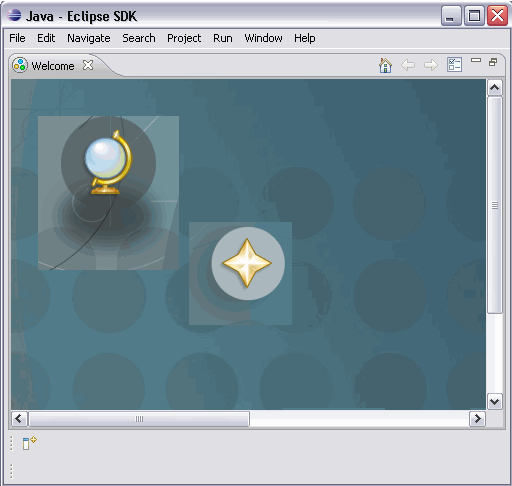 Java - Eclipse SDK
File Edit Navigate Search Project Run Window Help
Welcome